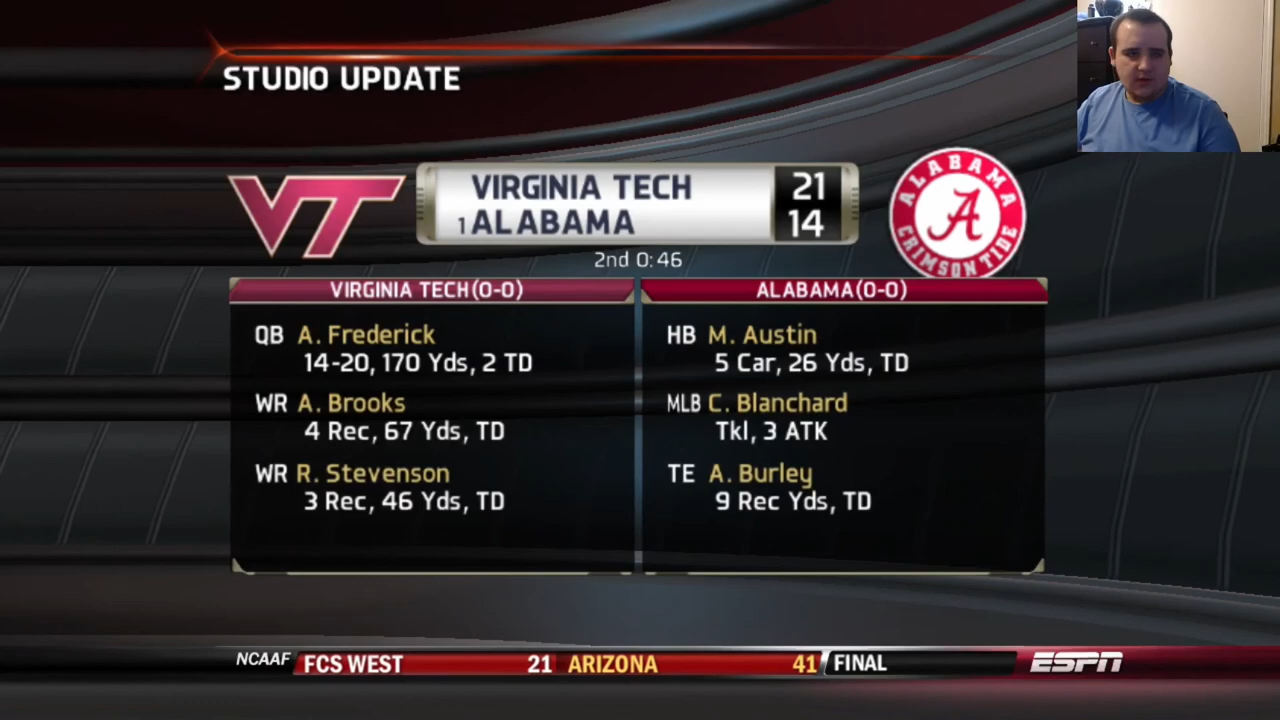 STUDIO UPDATE
VT
VIRGINIA TECH 21
1 ALABAMA 14
ALABAMA A CRIMSON TIDE
2nd 0:46
VIRGINIA TECH(0-0)
QB A. Frederick
14-20, 170 Yds, 2 TD
WR A. Brooks
4 Rec, 67 Yds, TD
WR R. Stevenson
3 Rec, 46 Yds, TD
ALABAMA(0-0)
HB M. Austin
5 Car, 26 Yds, TD
MLB C. Blanchard
Tkl, 3 ATK
TE A. Burley
9 Rec Yds, TD
NCAAF FCS WEST 21 ARIZONA 41 FINAL ESPN